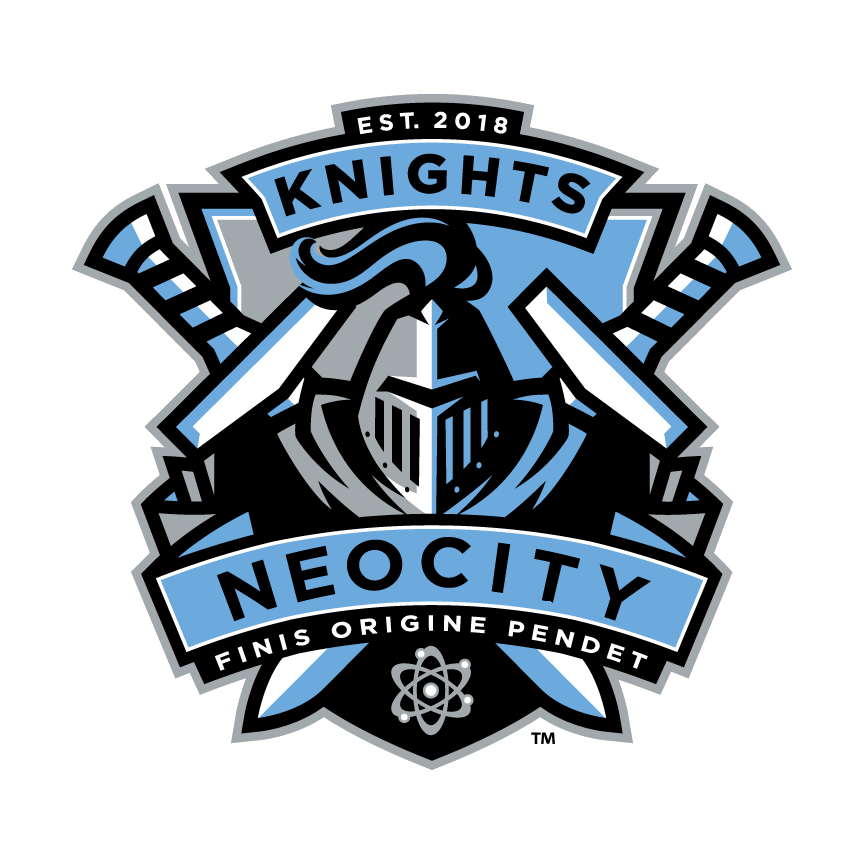 EST. 2018
KNIGHTS
NEOCITY
FINIS ORIGINE PENDET
TM